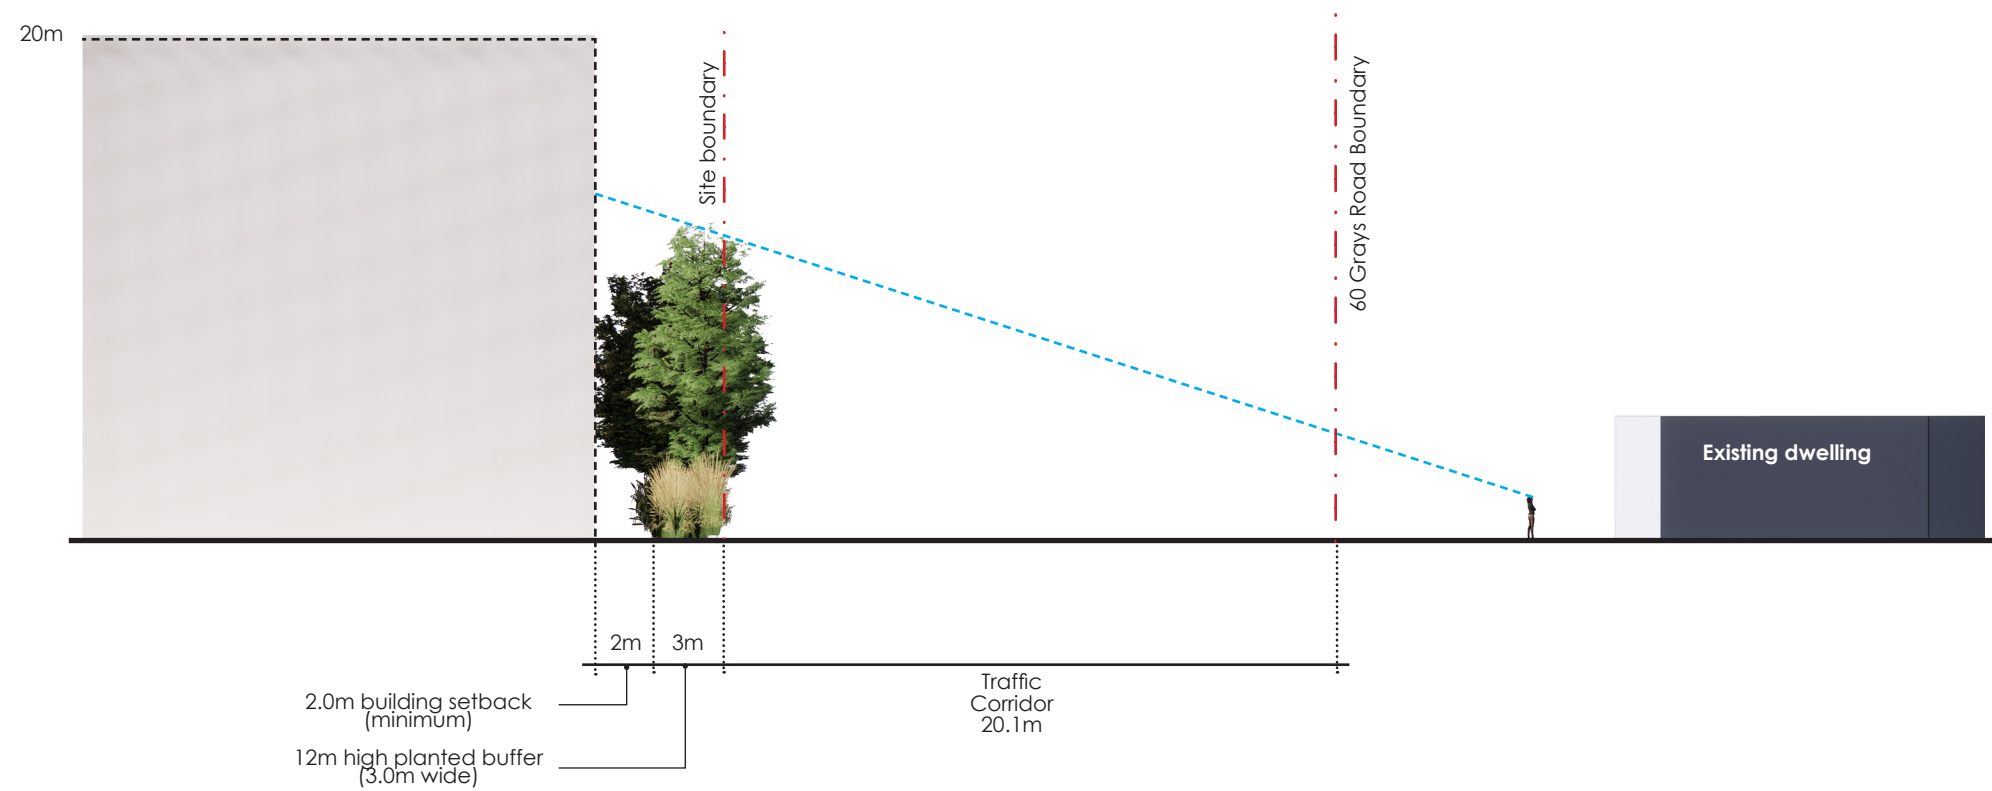 20m
Site boundary
60 Grays Road Boundary
Existing dwelling
2m
3m
Traffic
Corridor
20.1m
2.0m building setback
(minimum)
12m high planted buffer
(3.0m wide)